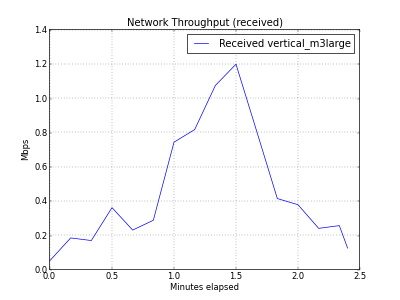 Network Throughput (received)
Received vertical_m3large
Mbps
1.4
1.2
1.0
0.8
0.6
0.4
0.2
0.0
0.0 0.5 1.0 1.5 2.0 2.5
Minutes elapsed